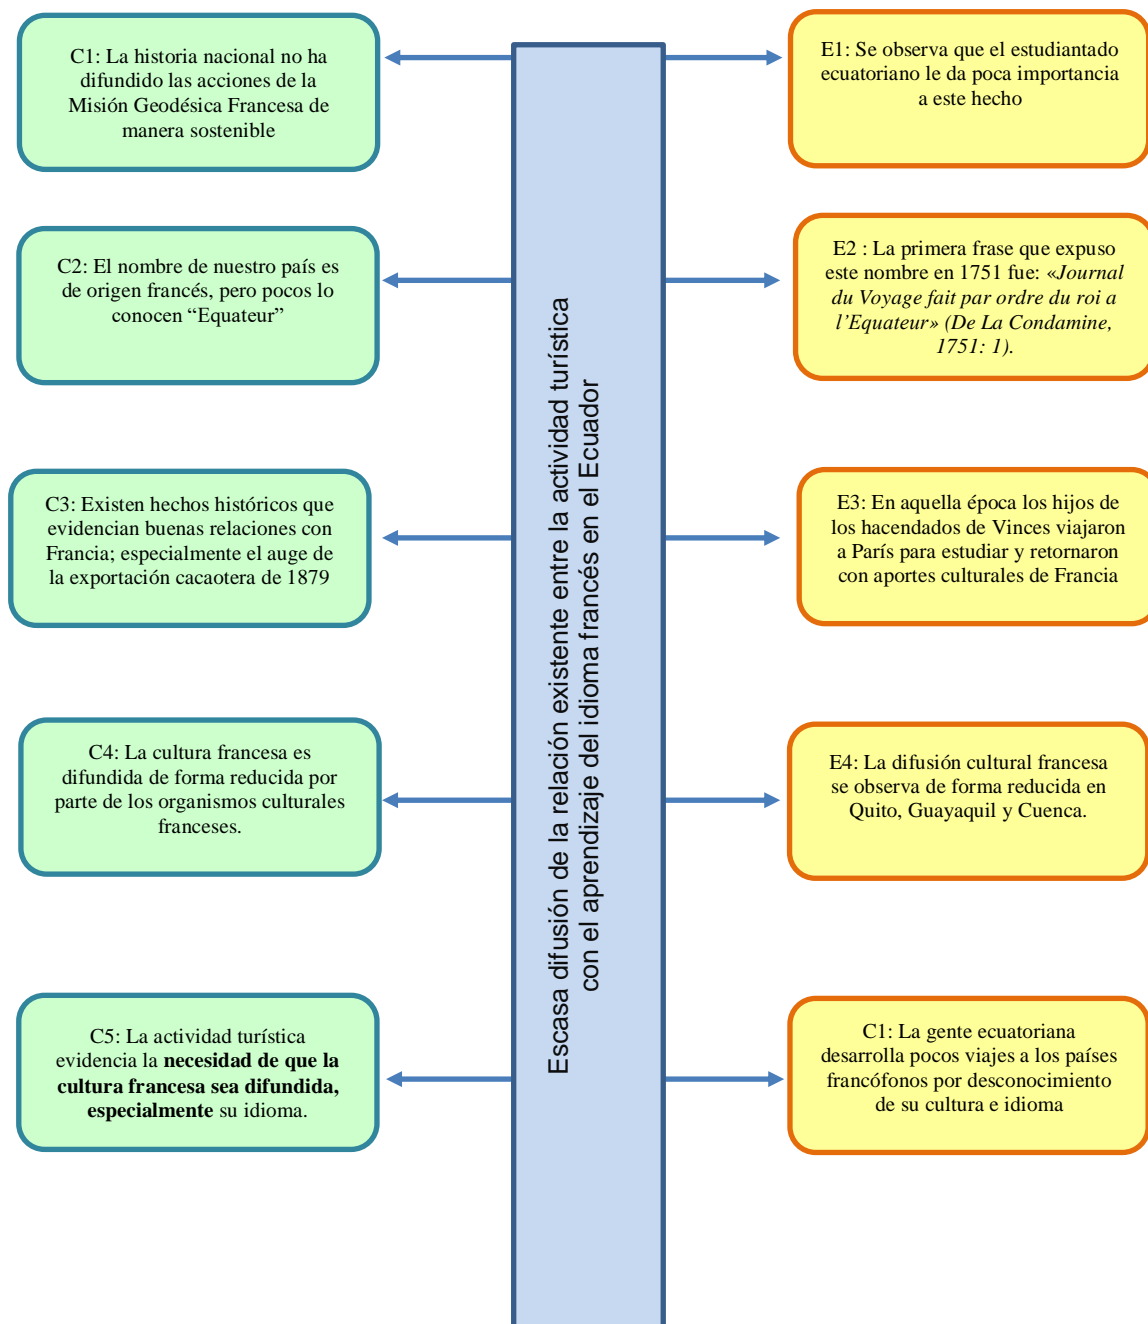 C1: La historia nacional no ha
difundido las acciones de la
Misión Geodésica Francesa de
manera sostenible
E1: Se observa que el estudiantado
ecuatoriano le da poca importancia
a este hecho
C2: El nombre de nuestro país es
de origen francés, pero pocos lo
conocen “Equateur”
E2 : La primera frase que expuso
este nombre en 1751 fue: «Journal
du Voyage fait par ordre du roi a
l’Equateur» (De La Condamine,
1751: 1).
Escasa difusión de la relación existente entre la actividad turística
con el aprendizaje del idioma francés en el Ecuador
C3: Existen hechos históricos que
evidencian buenas relaciones con
Francia; especialmente el auge de
la exportación cacaotera de 1879
E3: En aquella época los hijos de
los hacendados de Vinces viajaron
a París para estudiar y retornaron
con aportes culturales de Francia
C4: La cultura francesa es
difundida de forma reducida por
parte de los organismos culturales
franceses.
E4: La difusión cultural francesa
se observa de forma reducida en
Quito, Guayaquil y Cuenca.
C5: La actividad turística
evidencia la necesidad de que la
cultura francesa sea difundida,
especialmente su idioma.
C1: La gente ecuatoriana
desarrolla pocos viajes a los países
francófonos por desconocimiento
de su cultura e idioma